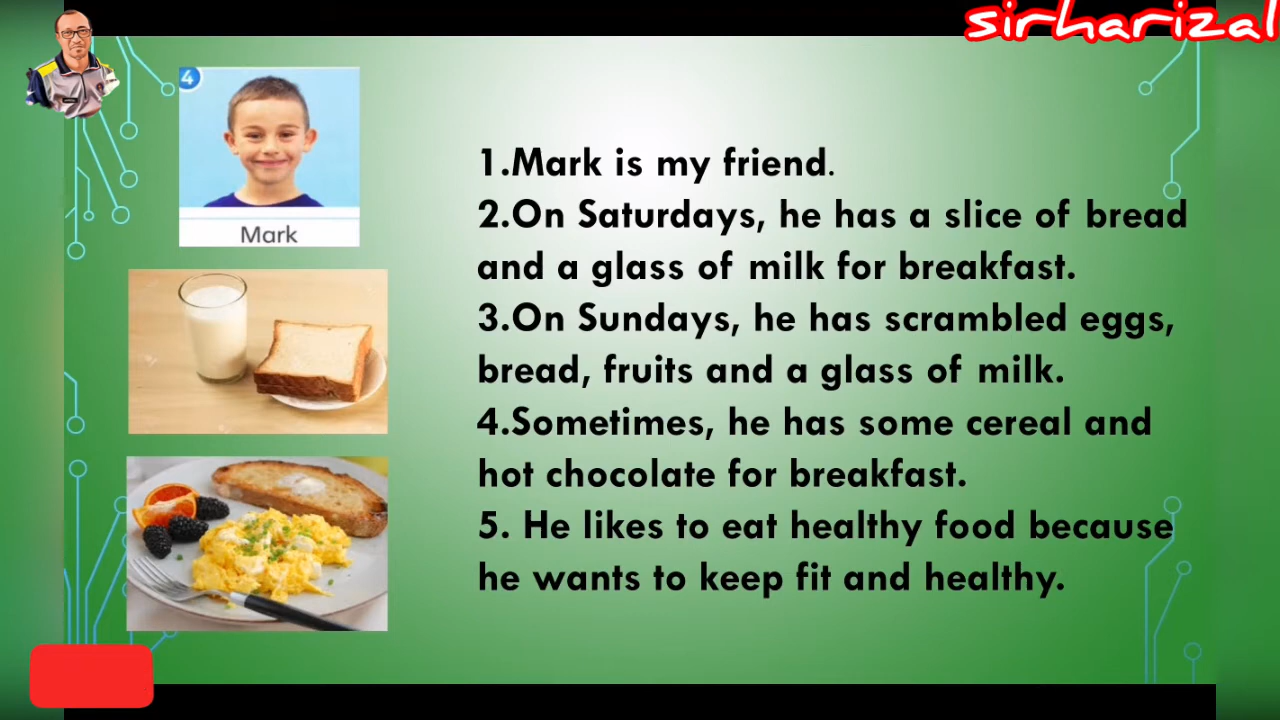 sirharizal
4
Mark
1.Mark is my friend.
2.On Saturdays, he has a slice of bread
and a glass of milk for breakfast.
3.On Sundays, he has scrambled eggs,
bread, fruits and a glass of milk.
4.Sometimes, he has some cereal and
hot chocolate for breakfast.
5. He likes to eat healthy food because
he wants to keep fit and healthy.